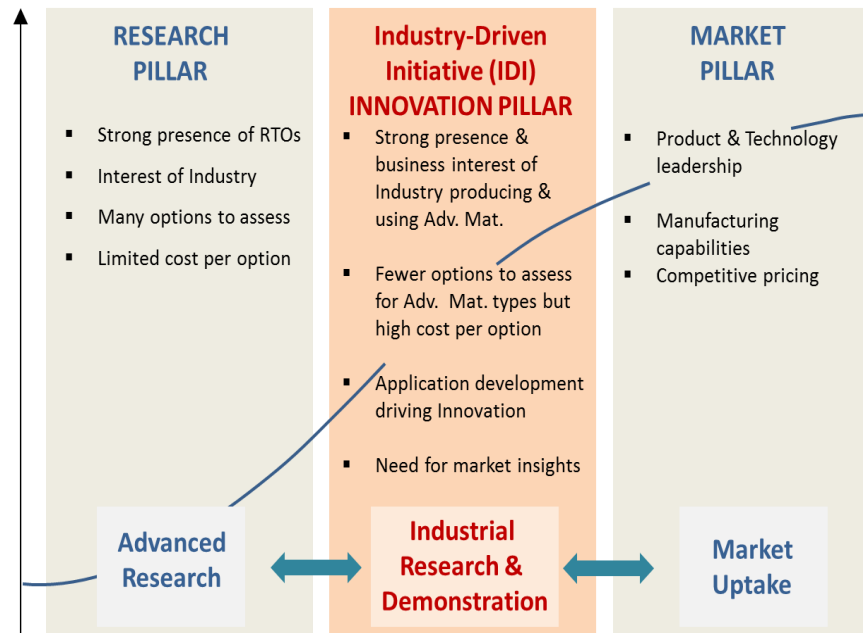 RESEARCH
PILLAR
▪ Strong presence of RTOs
▪ Interest of Industry
▪ Many options to assess
▪ Limited cost per option
Advanced
Research
Industry-Driven
Initiative (IDI)
INNOVATION PILLAR
▪ Strong presence &
business interest of
Industry producing &
using Adv. Mat.
▪ Fewer options to assess
for Adv. Mat. types but
high cost per option
▪ Application development
driving Innovation
▪ Need for market insights
Industrial
Research &
Demonstration
MARKET
PILLAR
▪ Product & Technology
leadership
▪ Manufacturing
capabilities
▪ Competitive pricing
Market
Uptake